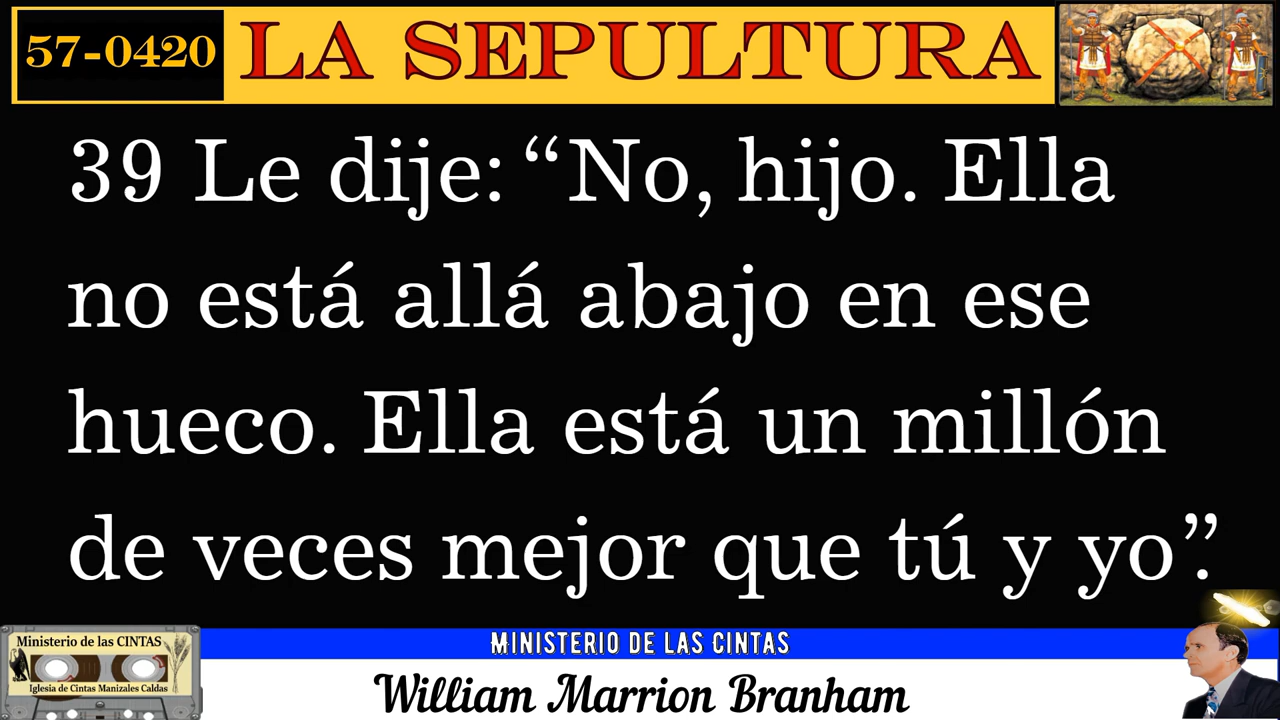 57-0420
LA SEPULTURA
39 Le dije: “No, hijo. Ella
no está allá abajo en ese
hueco. Ella está un millón
de veces mejor que tú y yo”.
MINISTERIO DE LAS CINTAS
Ministerio de las CINTAS
Iglesia de Cintas Manizales Caldas
William Marrion Branham